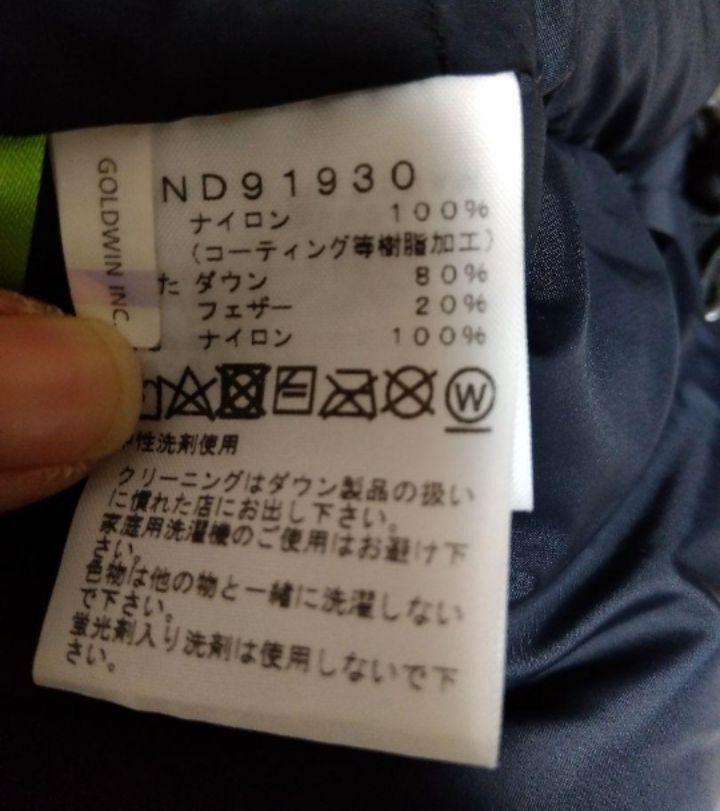 GOLDWIN INC.
ND91930
ナイロン 100%
(コーティング等樹脂加工)
た ダウン 80%
フェザー 20%
ナイロン 100%
W
性洗剤使用
クリーニングはダウン製品の扱い
に慣れた店にお出し下さい。
家庭用洗濯機のご使用はお避け下
さい。
色物は他の物と一緒に洗濯しない
で下さい。
蛍光剤入り洗剤は使用しないで下
さい。